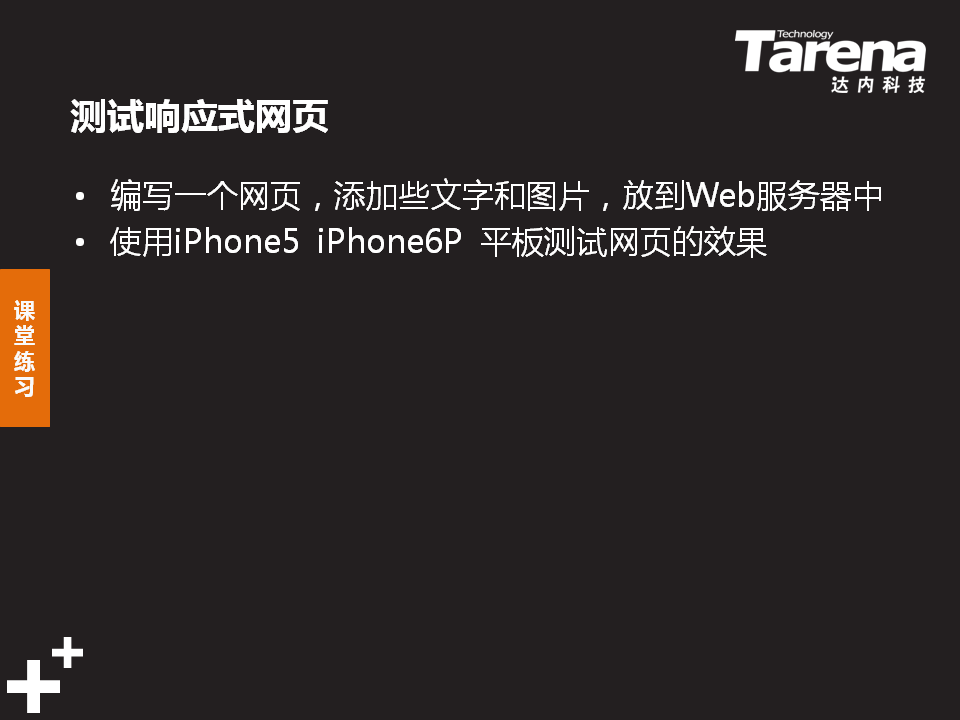 Technology
Tarena
达内科技
测试响应式网页
• 编写一个网页，添加些文字和图片，放到Web服务器中
• 使用iPhone5 iPhone6P 平板测试网页的效果
课
堂
练
习